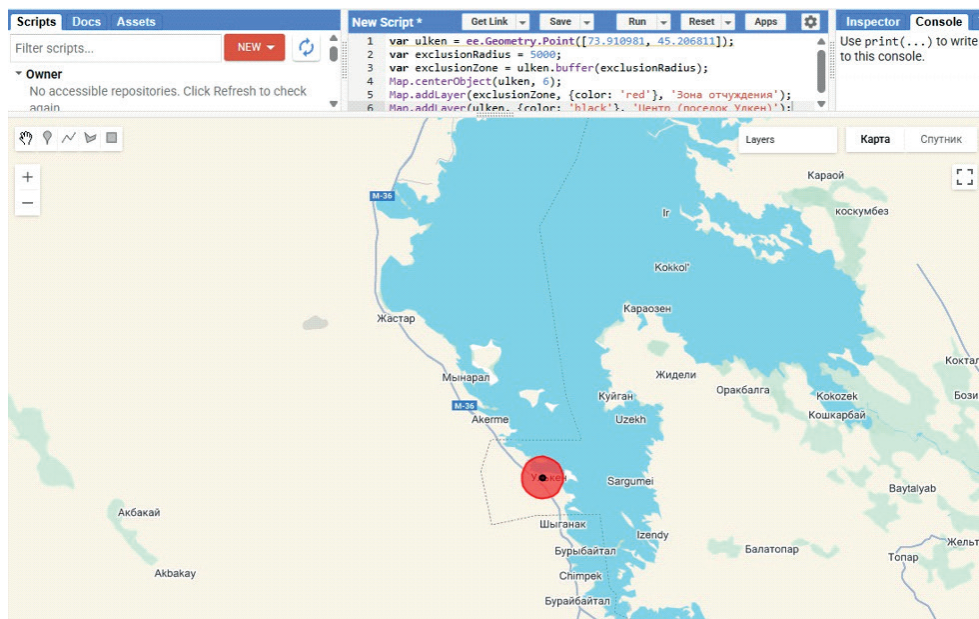 Scripts Docs Assets
Filter scripts...
NEW
Owner
No accessible repositories. Click Refresh to check
again
New Script *
Get Link
Save
Run
Reset
Apps
1 var ulken = ee.Geometry.Point([73.910981, 45.206811]);
2 var exclusionRadius = 5000;
3 var exclusionZone = ulken.buffer(exclusionRadius);
4 Map.centerObject(ulken, 6);
5 Map.addLayer(exclusionZone, {color: 'red'}, 'Зона отчуждения');
6 Map.addLayer(ulken, {color: 'black'}, 'Центр (поселок Улкен)');
Inspector Console
Use print(...) to write
to this console.
Layers
Карта
Спутник
Караой
M-36
коскумбез
Ir
Kokkol'
Караозен
Жастар
Коктал
Мынарал
Жидели
Оракбалга
Kokozek
Бози
Куйган
M-36
Кошкарбай
Akerme
Uzekh
Sargumei
Baytalyab
Акбакай
Шыганак
Izendy
Жельт
Бурыбайтал
Балатопар
Топар
Akbakay
Chimpek
Бурайбайтал